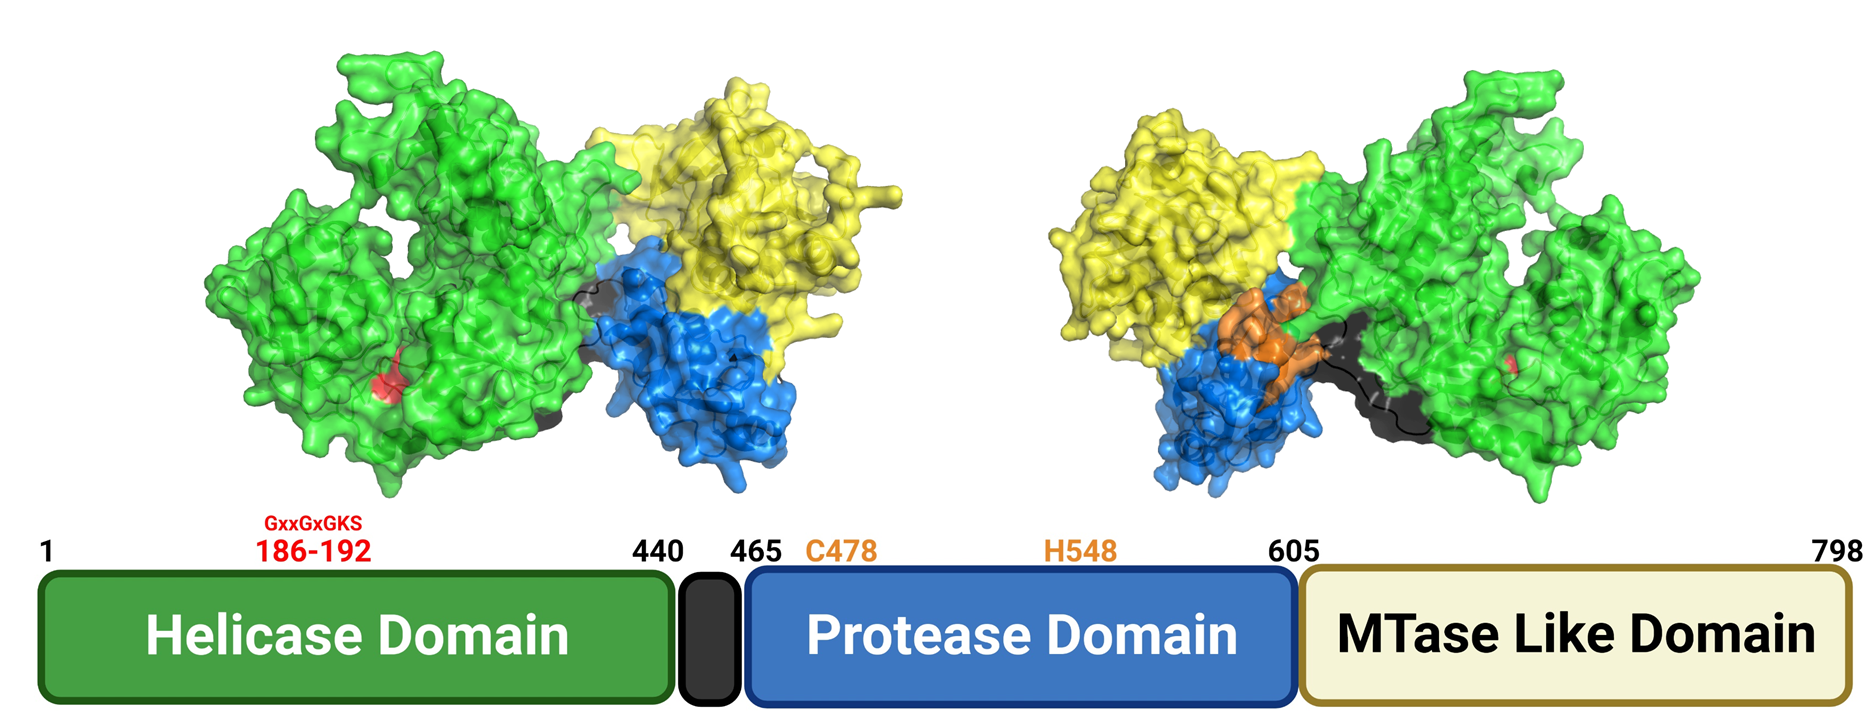 GxxGxGKS
1 186-192 440 465 C478 H548 605 798
Helicase Domain Protease Domain MTase Like Domain